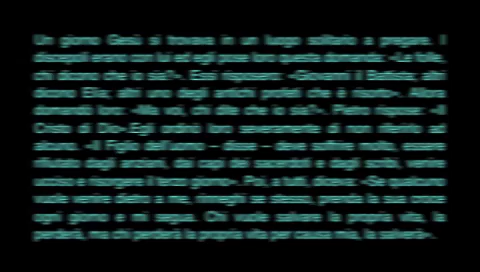 Un giorno Gesù si trovava in un luogo solitario a pregare. I
discepoli erano con lui ed egli pose loro questa domanda: «Le folle,
chi dicono che io sia?». Essi risposero: «Giovanni il Battista; altri
dicono Elia; altri uno degli antichi profeti che è risorto». Allora
domandò loro: «Ma voi, chi dite che io sia?». Pietro rispose: «Il
Cristo di Dio». Egli ordinò loro severamente di non riferirlo ad
alcuno. «Il Figlio dell'uomo – disse – deve soffrire molto, essere
rifiutato dagli anziani, dai capi dei sacerdoti e dagli scribi, venire
ucciso e risorgere il terzo giorno». Poi, a tutti, diceva: «Se qualcuno
vuole venire dietro a me, rinneghi se stesso, prenda la sua croce
ogni giorno e mi segua. Chi vuole salvare la propria vita, la
perderà, ma chi perderà la propria vita per causa mia, la salverà».